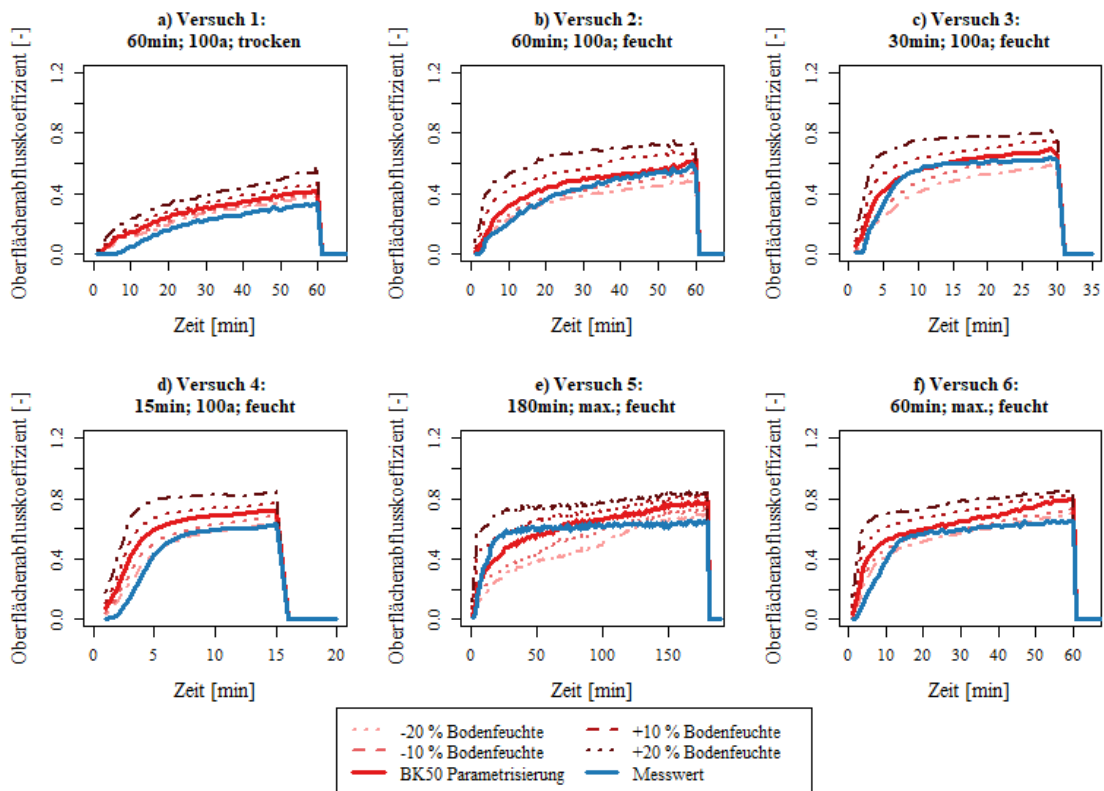 a) Versuch 1:
60min; 100a; trocken
Oberflächenabflusskoeffizient [-]
0.0 0.4 0.8 1.2
0 10 20 30 40 50 60
Zeit [min]
b) Versuch 2:
60min; 100a; feucht
Oberflächenabflusskoeffizient [-]
0.0 0.4 0.8 1.2
0 10 20 30 40 50 60
Zeit [min]
c) Versuch 3:
30min; 100a; feucht
Oberflächenabflusskoeffizient [-]
0.0 0.4 0.8 1.2
0 5 10 15 20 25 30 35
Zeit [min]
d) Versuch 4:
15min; 100a; feucht
Oberflächenabflusskoeffizient [-]
0.0 0.4 0.8 1.2
0 5 10 15 20
Zeit [min]
e) Versuch 5:
180min; max.; feucht
Oberflächenabflusskoeffizient [-]
0.0 0.4 0.8 1.2
0 50 100 150
Zeit [min]
f) Versuch 6:
60min; max.; feucht
Oberflächenabflusskoeffizient [-]
0.0 0.4 0.8 1.2
0 10 20 30 40 50 60
Zeit [min]
-20 % Bodenfeuchte
-10 % Bodenfeuchte
BK50 Parametrisierung
+10 % Bodenfeuchte
+20 % Bodenfeuchte
Messwert